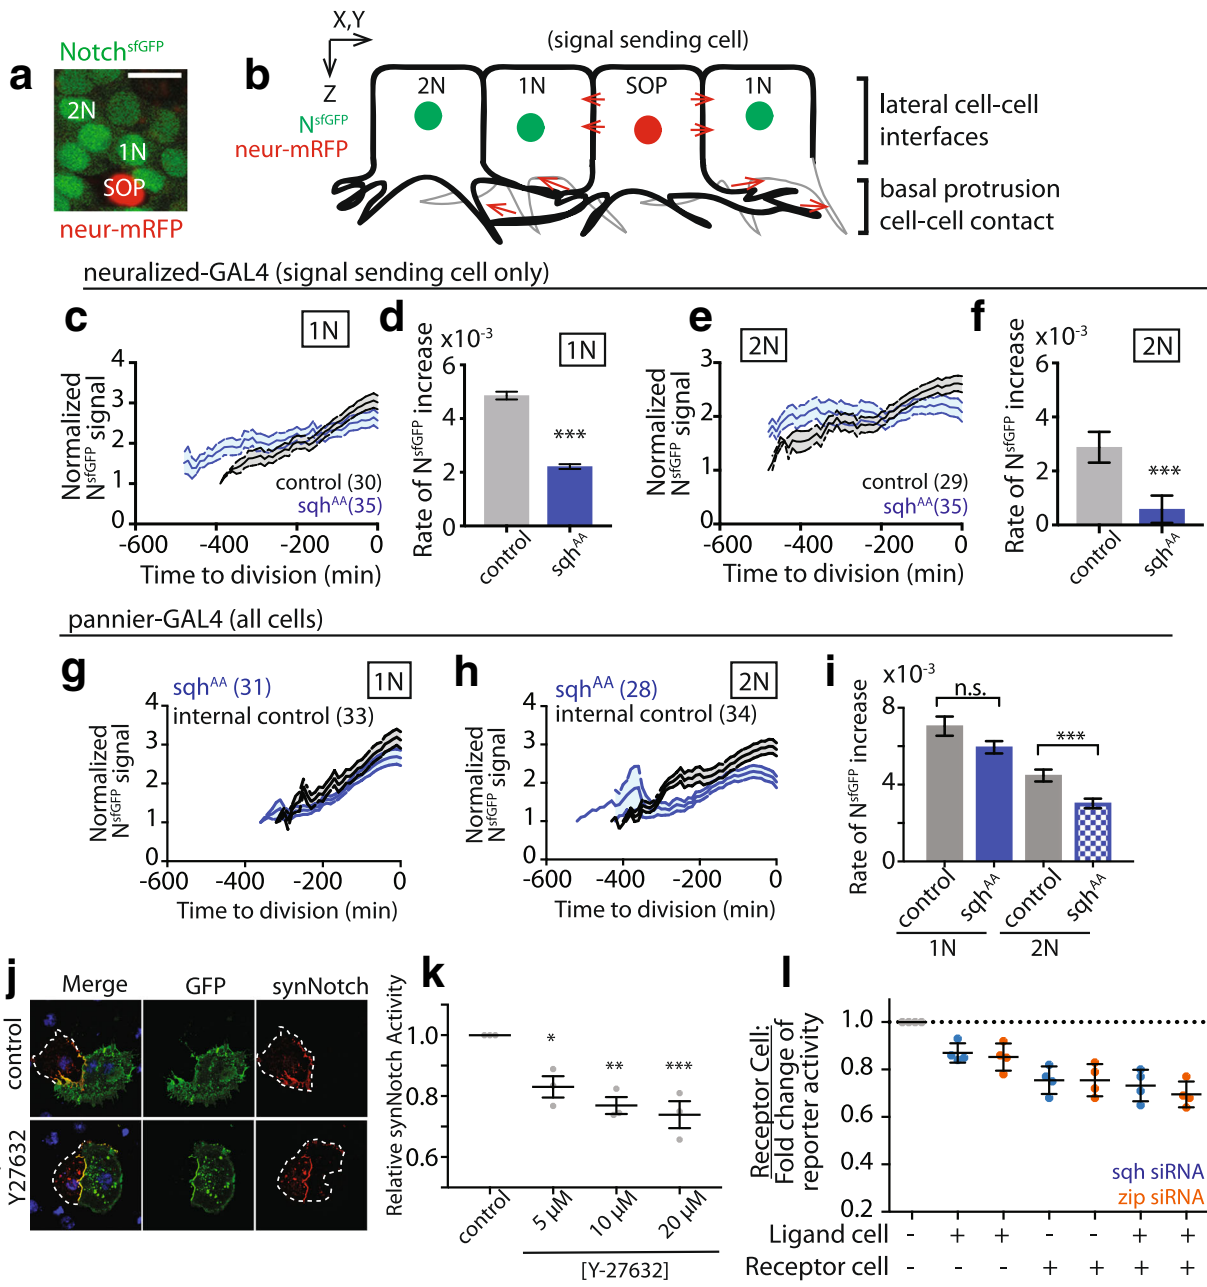 a
Notch^sfGFP
2N
1N
SOP
neur-mRFP
b
X,Y
Z
N^sfGFP
neur-mRFP
(signal sending cell)
2N
1N
SOP
1N
lateral cell-cell
interfaces
basal protrusion
cell-cell contact
neuralized-GAL4 (signal sending cell only)
c
1N
Normalized
N^sfGFP signal
4
3
2
1
0
control (30)
sqh^AA(35)
-600
-400
-200
0
Time to division (min)
d
x10^-3
1N
Rate of N^sfGFP increase
6
4
2
0
***
control
sqh^AA
e
2N
Normalized
N^sfGFP signal
3
2
1
0
control (29)
sqh^AA(35)
-600
-400
-200
0
Time to division (min)
f
x10^-3
2N
Rate of N^sfGFP increase
6
4
2
0
***
control
sqh^AA
pannier-GAL4 (all cells)
g
sqh^AA (31)
1N
internal control (33)
Normalized
N^sfGFP signal
4
3
2
1
0
-600
-400
-200
0
Time to division (min)
h
sqh^AA (28)
2N
internal control (34)
Normalized
N^sfGFP signal
4
3
2
1
0
-600
-400
-200
0
Time to division (min)
i
x10^-3
Rate of N^sfGFP increase
8
4
0
n.s.
***
control
sqh^AA
control
sqh^AA
1N
2N
j
Merge
GFP
synNotch
control
Y27632
k
Relative synNotch Activity
1.0
0.8
0.6
*
**
***
control
5 µM
10 µM
20 µM
[Y-27632]
l
Receptor Cell:
Fold change of
reporter activity
1.0
0.8
0.6
0.4
0.2
sqh siRNA
zip siRNA
Ligand cell - + + - - + +
Receptor cell - - - + + + +